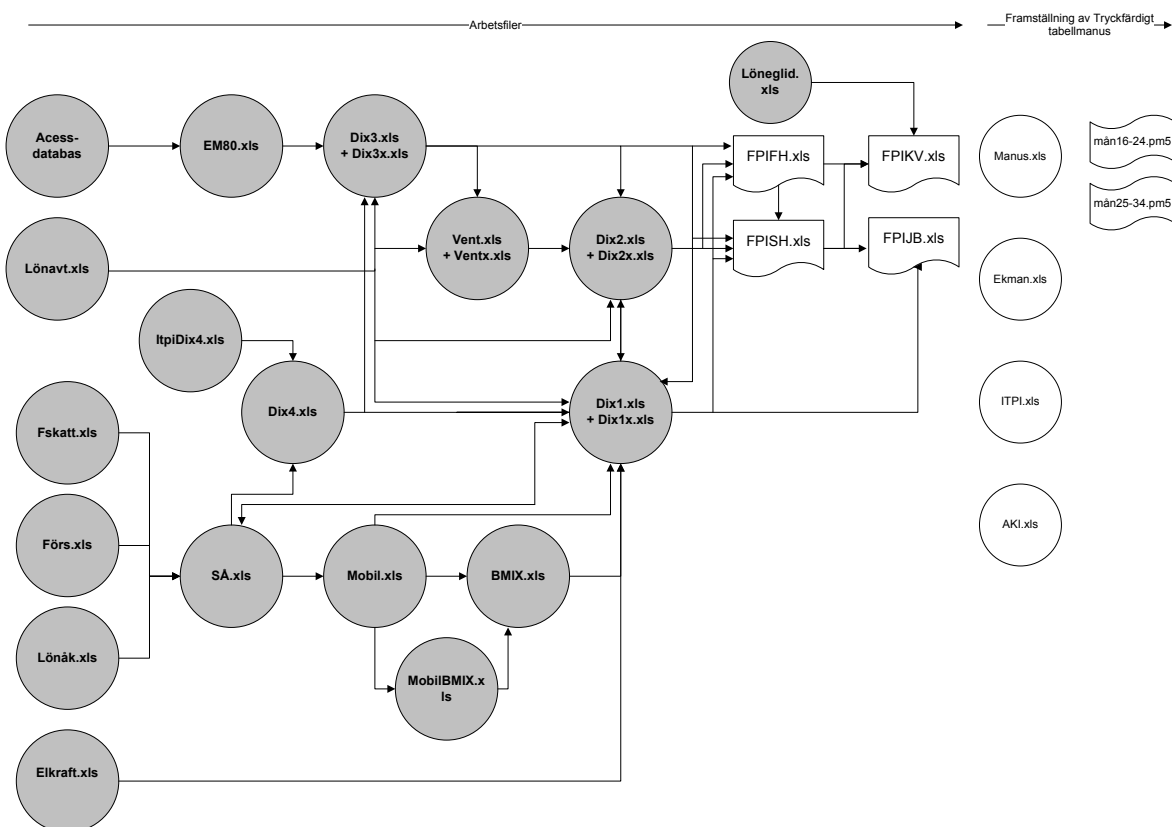 Arbetsfiler
Framställning av Tryckfärdigt
tabellmanus
Löneglid.
xls
Acess-
databas
EM80.xls
Dix3.xls
+ Dix3x.xls
FPIFH.xls
FPIKV.xls
Manus.xls
mån16-24.pm5
mån25-34.pm5
Lönavt.xls
Vent.xls
+ Ventx.xls
Dix2.xls
+ Dix2x.xls
FPISH.xls
FPIJB.xls
Ekman.xls
ItpiDix4.xls
Dix4.xls
Dix1.xls
+ Dix1x.xls
ITPI.xls
Fskatt.xls
Förs.xls
SÅ.xls
Mobil.xls
BMIX.xls
AKI.xls
Lönåk.xls
MobilBMIX.x
ls
Elkraft.xls